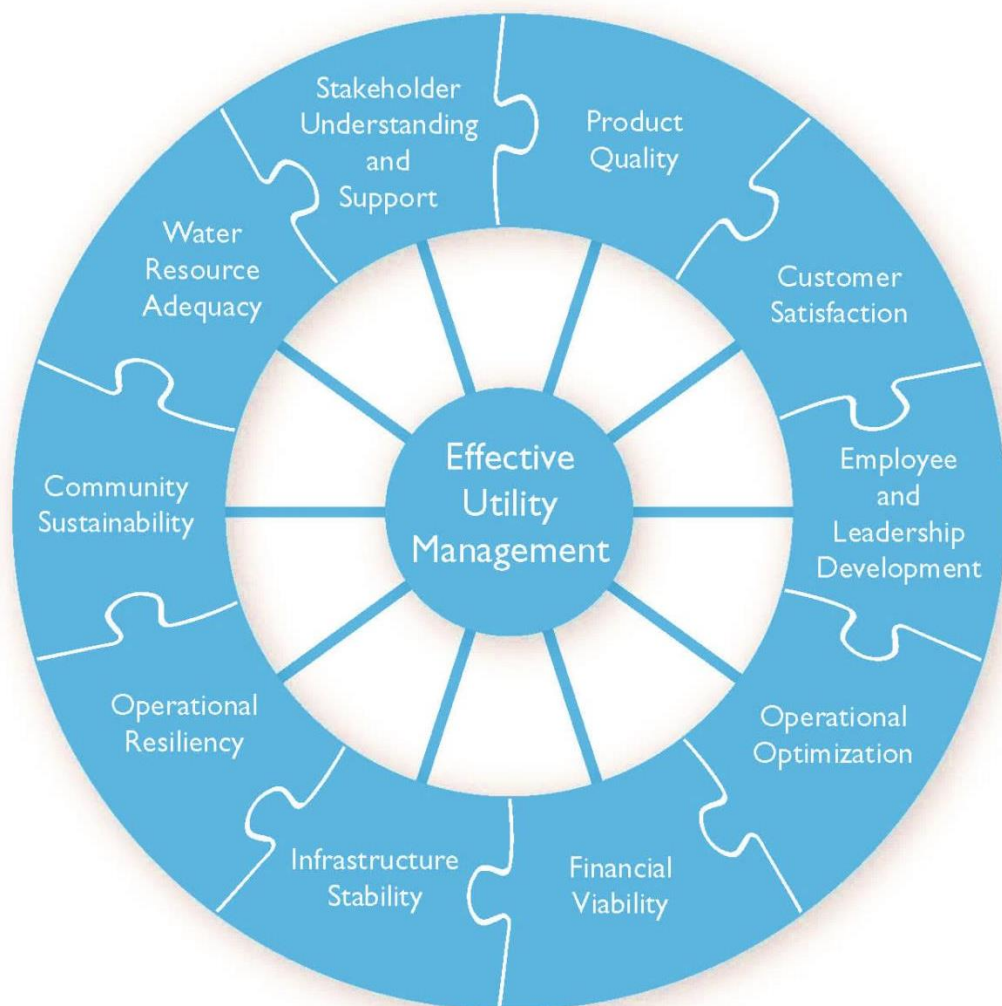 Stakeholder
Understanding
and
Support
Product
Quality
Customer
Satisfaction
Employee
and
Leadership
Development
Operational
Optimization
Financial
Viability
Infrastructure
Stability
Operational
Resiliency
Community
Sustainability
Water
Resource
Adequacy
Effective
Utility
Management